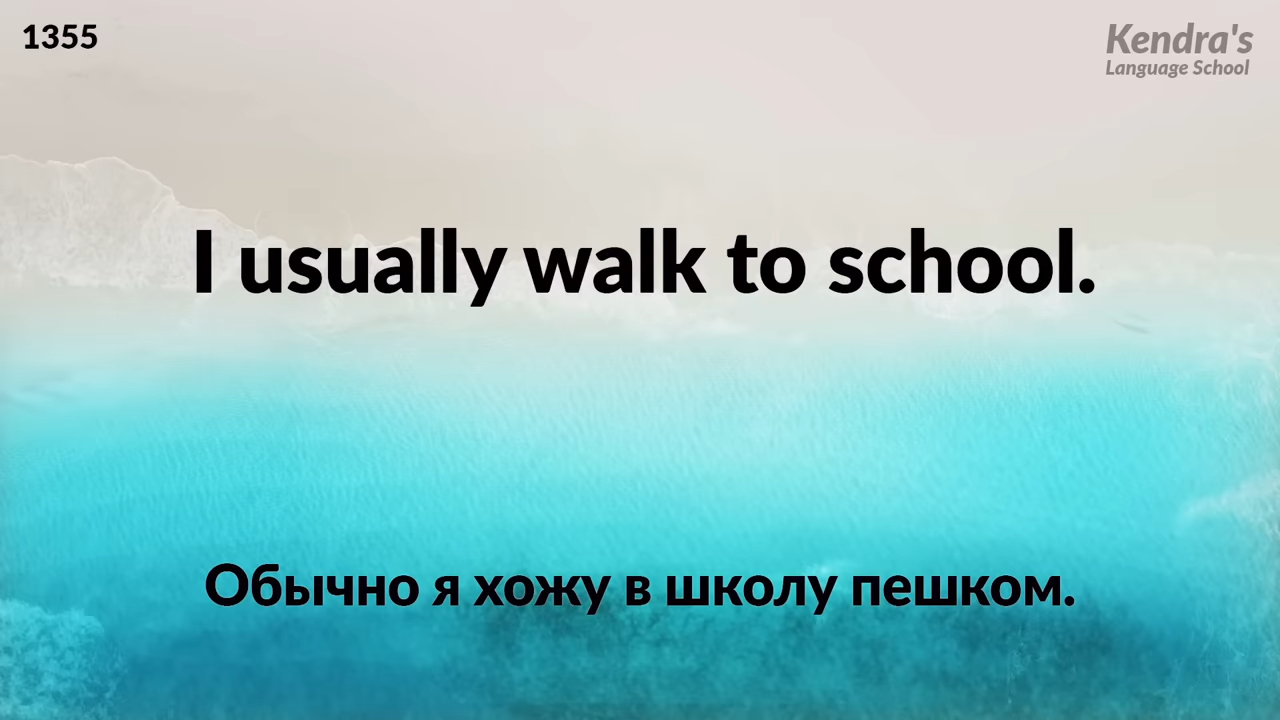 1355
Kendra's
Language School
I usually walk to school.
Обычно я хожу в школу пешком.